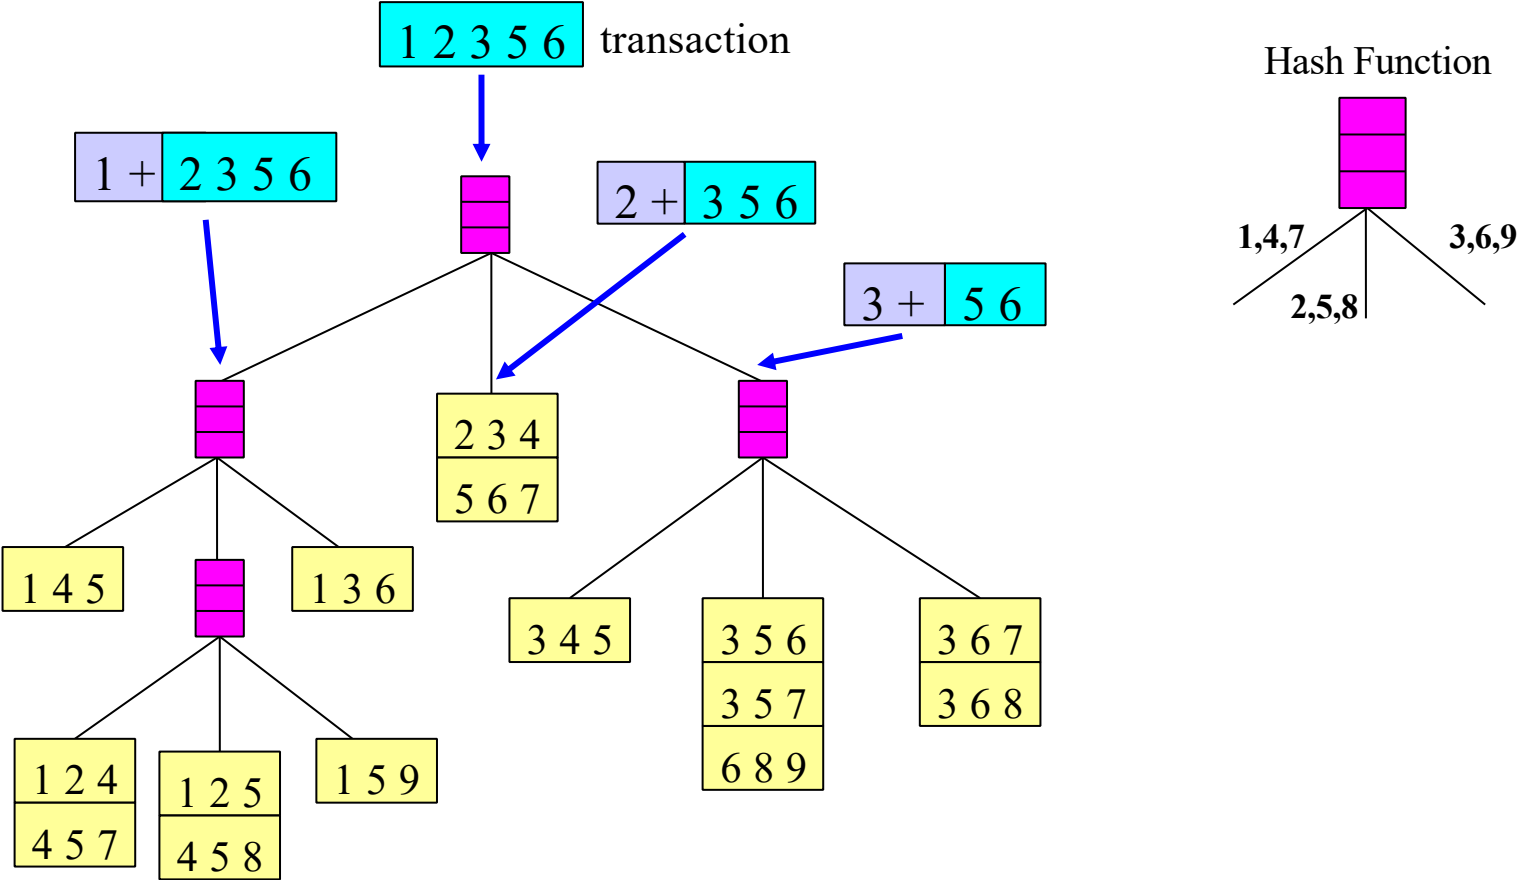 1 2 3 5 6 transaction
Hash Function
1 + 2 3 5 6
2 + 3 5 6
1,4,7
3,6,9
2,5,8
3 + 5 6
2 3 4
5 6 7
1 4 5
1 3 6
3 4 5
3 5 6
3 6 7
3 5 7
3 6 8
6 8 9
1 2 4
1 2 5
1 5 9
4 5 7
4 5 8